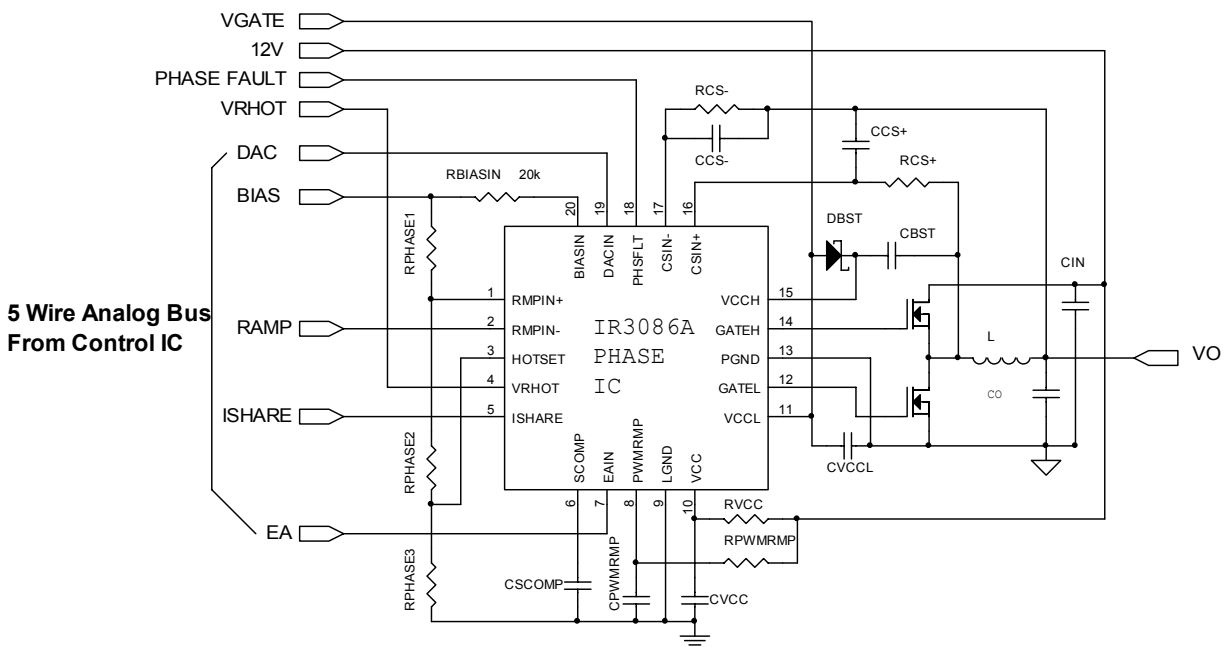 VGATE
12V
PHASE FAULT
VRHOT
DAC
BIAS
5 Wire Analog Bus
From Control IC
RAMP
ISHARE
EA
RBIASIN 20k
RPHASE1
RPHASE2
RPHASE3
RCS-
CCS-
CCS+
RCS+
DBST
CBST
CIN
20
19
18
17
16
BIASIN
DACIN
PHSFLT
CSIN-
CSIN+
1 RMPIN+
2 RMPIN-
3 HOTSET
4 VRHOT
5 ISHARE
IR3086A
PHASE
IC
VCCH 15
GATEH 14
PGND 13
GATEL 12
VCCL 11
SCOMP
EAIN
PWMRMP
LGND
VCC
6
7
8
9
10
L
CO
VO
CVCCL
RVCC
RPWMRMP
CSCOMP
CPWMRMP
CVCC